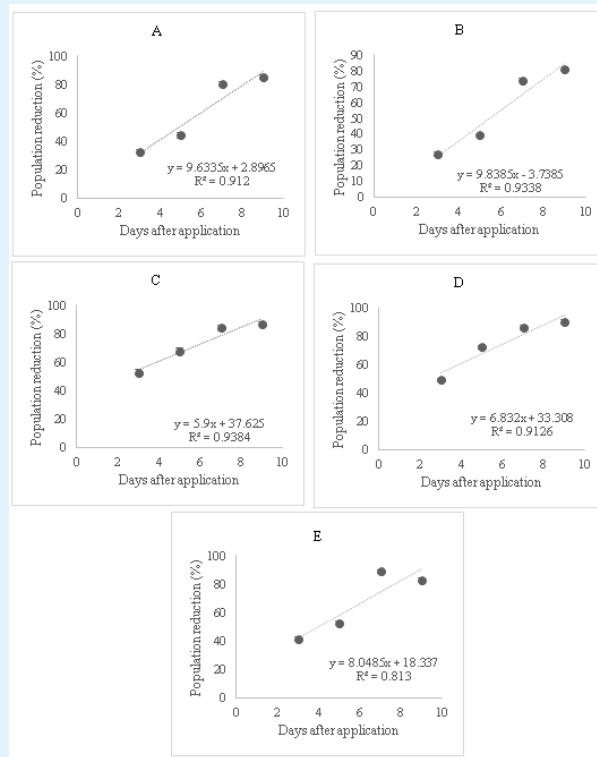 A
Population reduction (%)
100
80
60
40
20
0
y = 9.6335x + 2.8965
R² = 0.912
0 2 4 6 8 10
Days after application
B
Population reduction (%)
90
80
70
60
50
40
30
20
10
0
y = 9.8385x - 3.7385
R² = 0.9338
0 2 4 6 8 10
Days after application
C
Population reduction (%)
100
80
60
40
20
0
y = 5.9x + 37.625
R² = 0.9384
0 2 4 6 8 10
Days after application
D
Population reduction (%)
100
80
60
40
20
0
y = 6.832x + 33.308
R² = 0.9126
0 2 4 6 8 10
Days after application
E
Population reduction (%)
100
80
60
40
20
0
y = 8.0485x + 18.337
R² = 0.813
0 2 4 6 8 10
Days after application